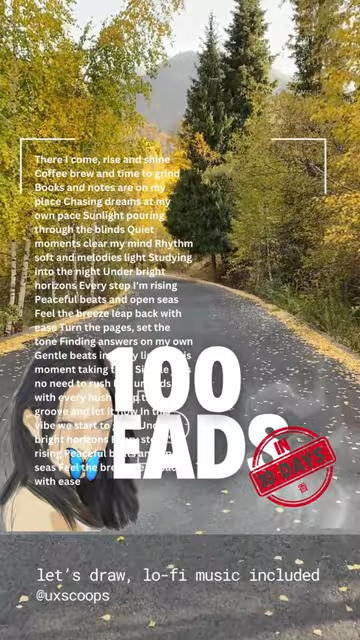 There I come, rise and shine
Coffee brew and time to grind
Books and notes are on my
place Chasing dreams at my
own pace Sunlight pouring
through the blinds Quiet
moments clear my mind Rhythm
soft and melodies light Studying
into the night Under bright
horizons Every step I'm rising
Peaceful beats and open seas
Feel the breeze leap back with
ease Turn the pages, set the
tone Finding answers on my own
Gentle beats in
moment taking
no need to rush
with every hush
groove and let it In
vibe we start to
bright horizons
rising Peaceful beats
seas Feel the
with ease
100
EADS
IN
10 DAYS
let's draw, lo-fi music included
@uxscoops